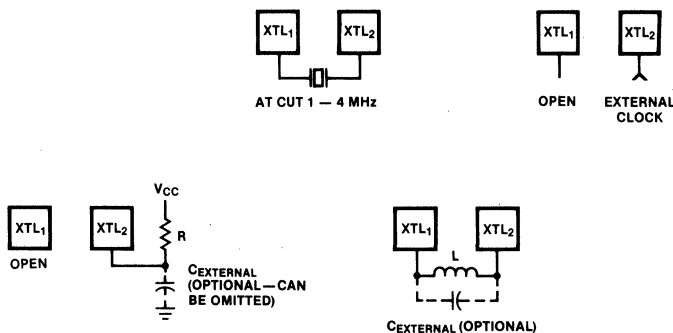 XTL1 XTL2
AT CUT 1 — 4 MHz
XTL1 XTL2
OPEN EXTERNAL
CLOCK
XTL1 XTL2
OPEN
VCC
R
CEXTERNAL
(OPTIONAL—CAN
BE OMITTED)
XTL1 XTL2
L
CEXTERNAL (OPTIONAL)